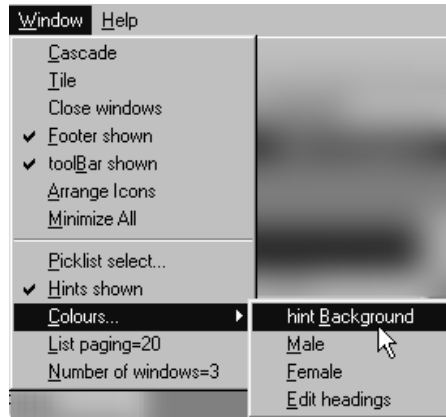 Window Help
Cascade
Tile
Close windows
Footer shown
toolBar shown
Arrange Icons
Minimize All
Picklist select...
Hints shown
Colours...
List paging=20
Number of windows=3
hint Background
Male
Female
Edit headings